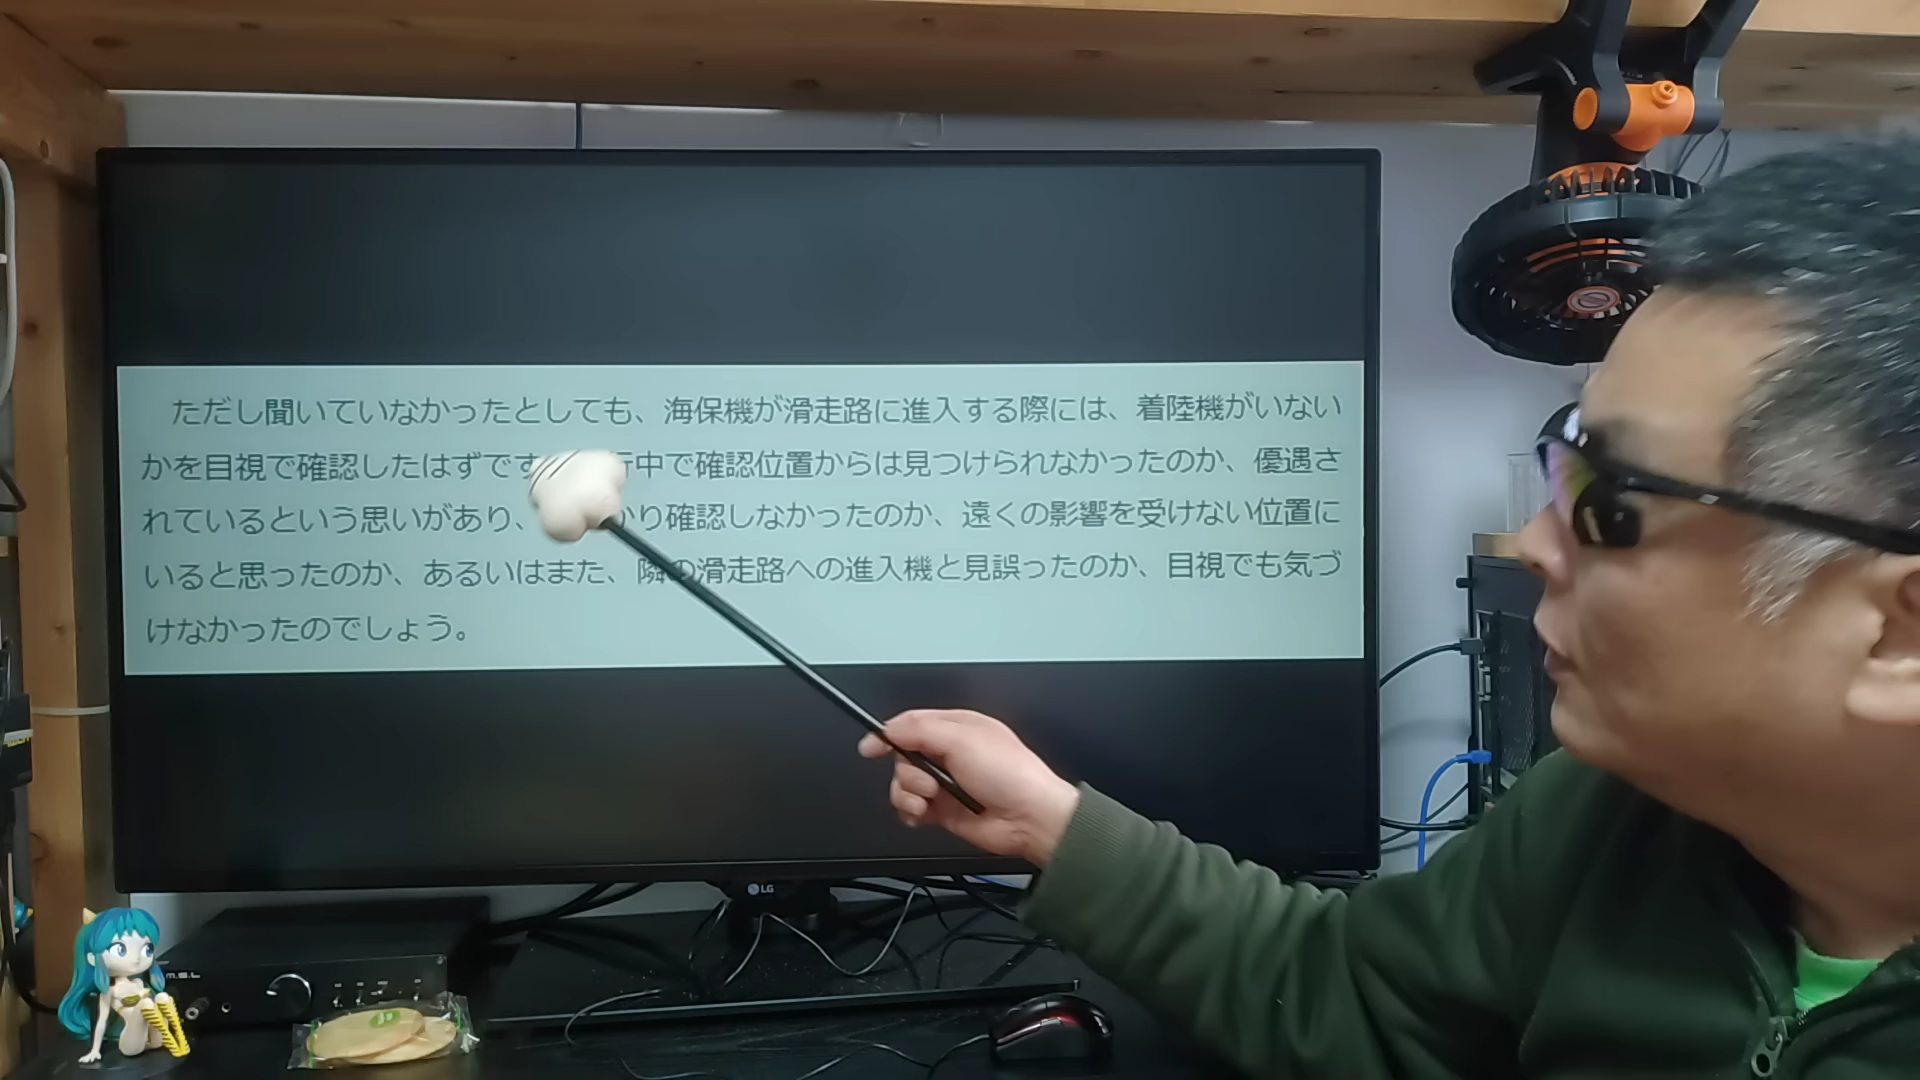 ただし聞いていなかったとしても、海保機が滑走路に進入する際には、着陸機がいない
かを目視で確認したはずです 中で確認位置からは見つけられなかったのか、優遇さ
れているという思いがあり、 かり確認しなかったのか、遠くの影響を受けない位置に
いると思ったのか、あるいはまた、隣の滑走路への進入機と見誤ったのか、目視でも気づ
けなかったのでしょう。
LG
M.S.L